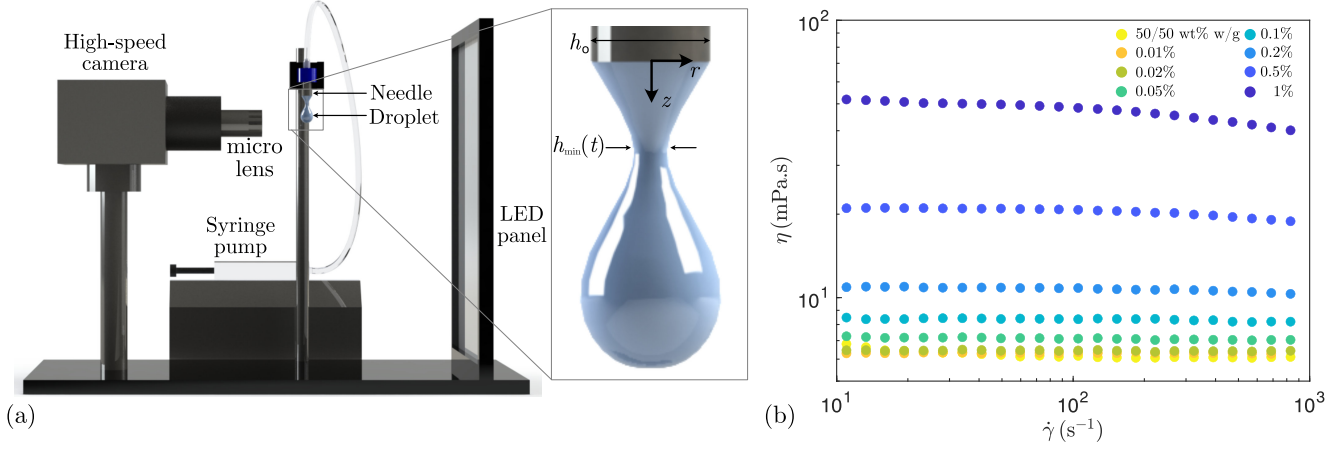 High-speed
camera
Needle
Droplet
micro
lens
Syringe
pump
LED
panel
(a)
hₒ
r
z
hₘᵢₙ(t)
10²
10¹
η (mPa.s)
50/50 wt% w/g
0.01%
0.02%
0.05%
0.1%
0.2%
0.5%
1%
10¹
10²
10³
γ̇ (s⁻¹)
(b)